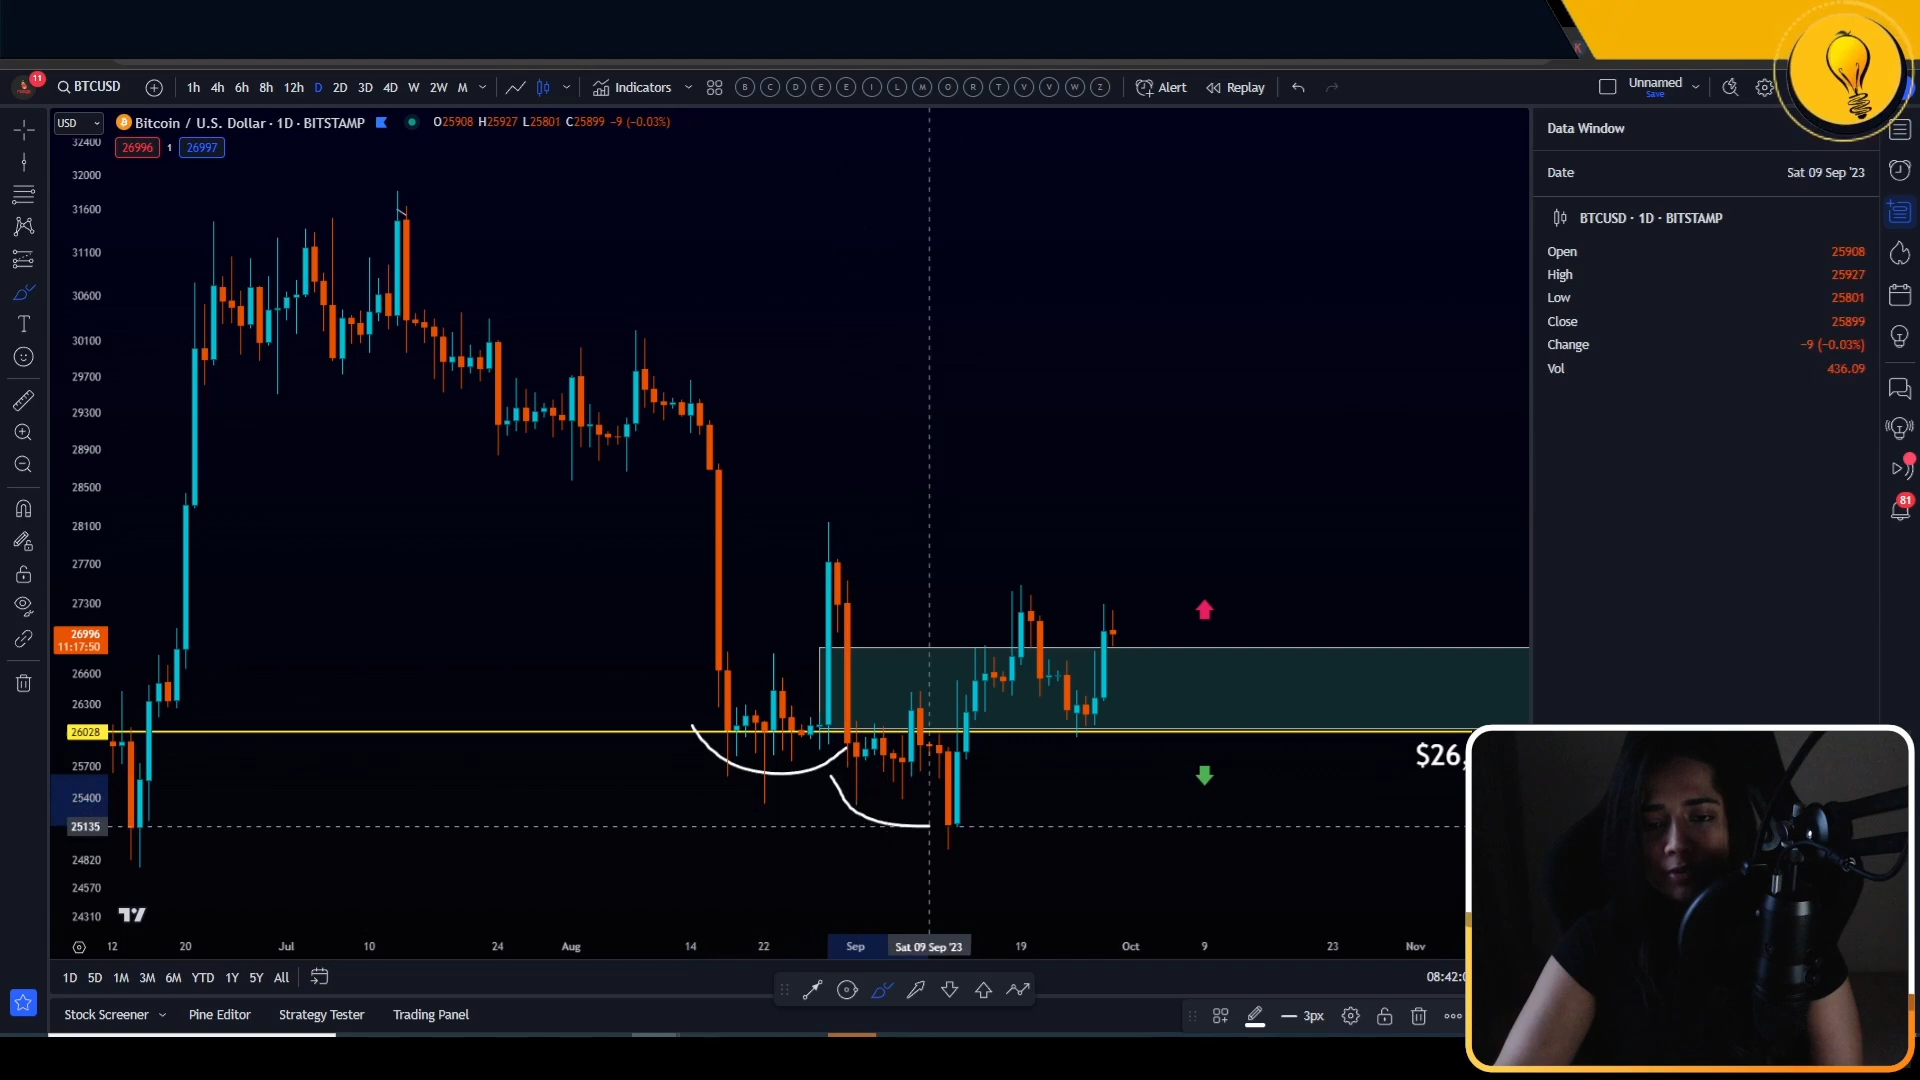 K
11
BTCUSD
1h 4h 6h 8h 12h D 2D 3D 4D W 2W M
Indicators
B C D E E I L M O R T V V W Z
Alert
Replay
Unnamed
Save
USD
Bitcoin / U.S. Dollar · 1D · BITSTAMP
O25908 H25927 L25801 C25899 −9 (−0.03%)
26996 1 26997
32400
32000
31600
31100
30600
30100
29700
29300
28900
28500
28100
27700
27300
26996
11:17:50
26600
26300
26028
25700
25400
25135
24820
24570
24310
$26,
12 20 Jul 10 24 Aug 14 22 Sep Sat 09 Sep '23 19 Oct 9 23 Nov
1D 5D 1M 3M 6M YTD 1Y 5Y All
08:42:0
3px
Stock Screener Pine Editor Strategy Tester Trading Panel
Data Window
Date Sat 09 Sep '23
BTCUSD · 1D · BITSTAMP
Open 25908
High 25927
Low 25801
Close 25899
Change −9 (−0.03%)
Vol 436.09
81